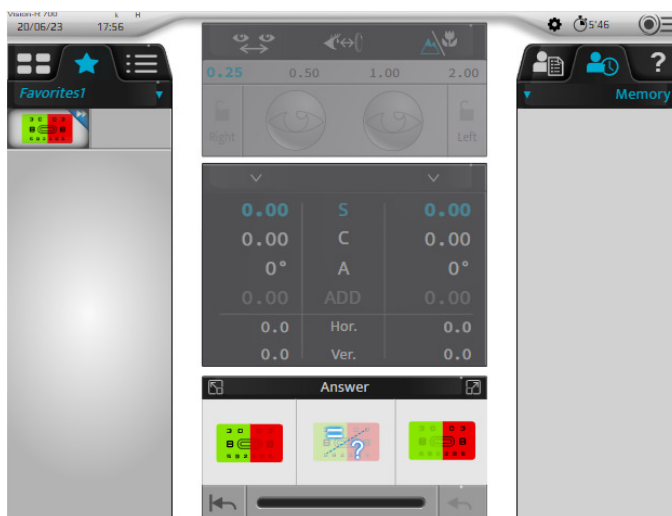 Vision-R 700
20/06/23 17:56
5'46
Favorites1
Memory
?
0.25 0.50 1.00 2.00
Right Left
0.00 S 0.00
0.00 C 0.00
0° A 0°
0.00 ADD 0.00
0.0 Hor. 0.0
0.0 Ver. 0.0
Answer
?